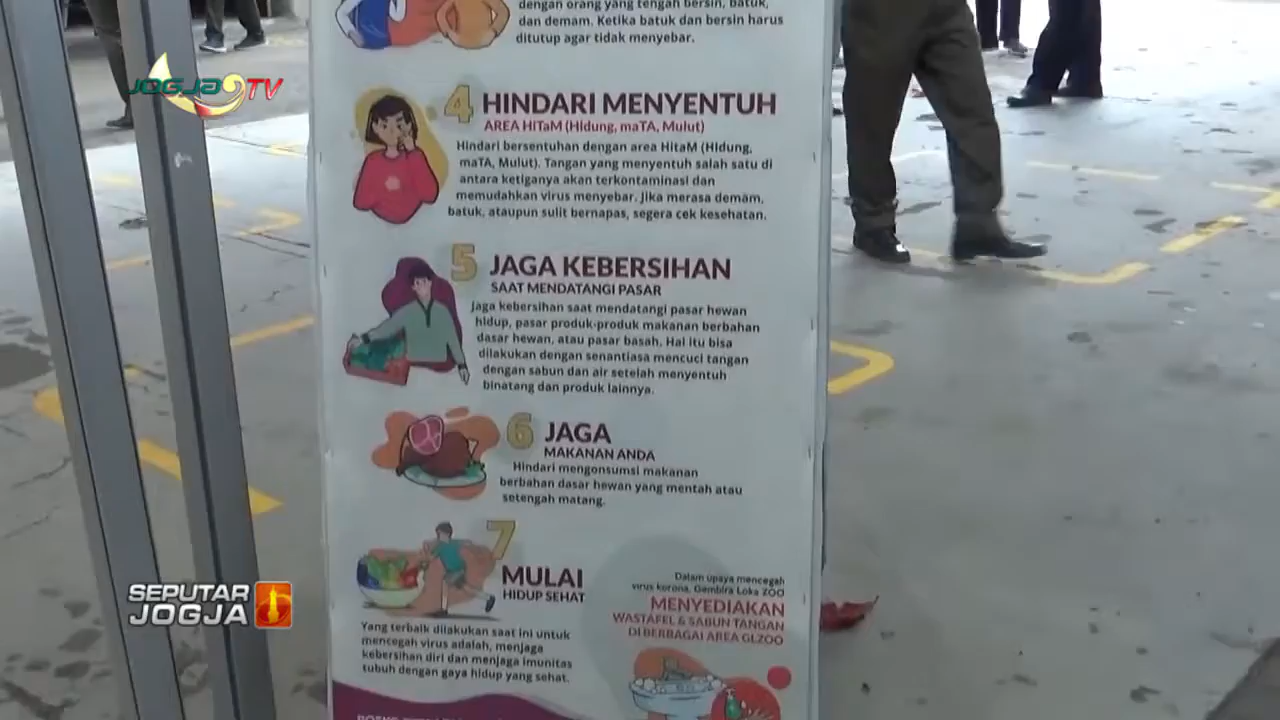 dengan orang yang tengah bersin, batuk,
dan demam. Ketika batuk dan bersin harus
ditutup agar tidak menyebar.
JOGJA TV
4 HINDARI MENYENTUH
AREA HITaM (Hidung, maTA, Mulut)
Hindari bersentuhan dengan area HitaM (Hidung,
maTA, Mulut). Tangan yang menyentuh salah satu di
antara ketiganya akan terkontaminasi dan
memudahkan virus menyebar. Jika merasa demam,
batuk, ataupun sulit bernapas, segera cek kesehatan.
5 JAGA KEBERSIHAN
SAAT MENDATANGI PASAR
Jaga kebersihan saat mendatangi pasar hewan
hidup, pasar produk-produk makanan berbahan
dasar hewan, atau pasar basah. Hal itu bisa
dilakukan dengan senantiasa mencuci tangan
dengan sabun dan air setelah menyentuh
binatang dan produk lainnya.
6 JAGA
MAKANAN ANDA
Hindari mengonsumsi makanan
berbahan dasar hewan yang mentah atau
setengah matang.
7
MULAI
HIDUP SEHAT
Yang terbaik dilakukan saat ini untuk
mencegah virus adalah, menjaga
kebersihan diri dan menjaga imunitas
tubuh dengan gaya hidup yang sehat.
Dalam upaya mencegah
virus korona, Gembira Loka ZOO
MENYEDIAKAN
WASTAFEL & SABUN TANGAN
DI BERBAGAI AREA GLZOO
SEPUTAR
JOGJA